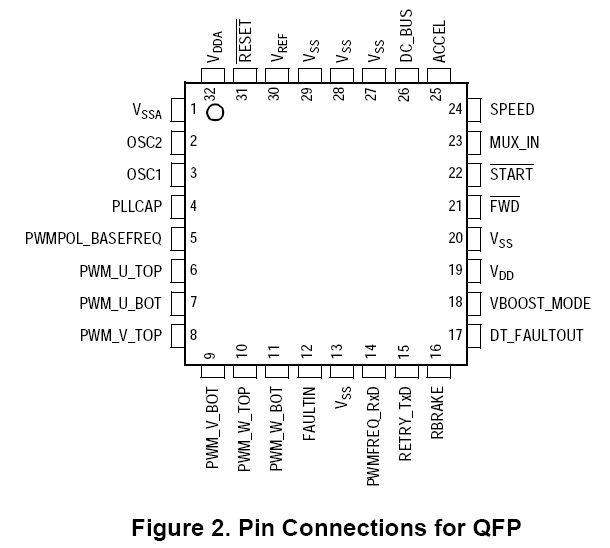 VDDA
RESET
VREF
VSS
VSS
VSS
DC_BUS
ACCEL
32
31
30
29
28
27
26
25
VSSA 1
OSC2 2
OSC1 3
PLLCAP 4
PWMPOL_BASEFREQ 5
PWM_U_TOP 6
PWM_U_BOT 7
PWM_V_TOP 8
24 SPEED
23 MUX_IN
22 START
21 FWD
20 VSS
19 VDD
18 VBOOST_MODE
17 DT_FAULTOUT
9
10
11
12
13
14
15
16
PWM_V_BOT
PWM_W_TOP
PWM_W_BOT
FAULTIN
VSS
PWMFREQ_RxD
RETRY_TxD
RBRAKE
Figure 2. Pin Connections for QFP